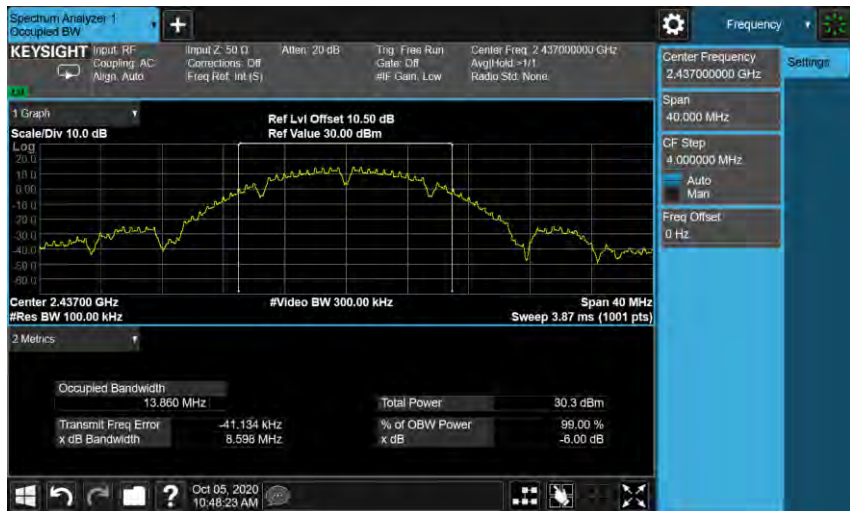 Spectrum Analyzer 1
Occupied BW
+
Frequency
KEYSIGHT
Input: RF
Coupling: AC
Align: Auto
Input Z: 50 Ω
Corrections: Off
Freq Ref: Int (S)
Atten: 20 dB
Trig: Free Run
Gate: Off
#IF Gain: Low
Center Freq: 2.437000000 GHz
Avg|Hold:>1/1
Radio Std: None
Center Frequency
2.437000000 GHz
Settings
Span
40.000 MHz
CF Step
4.000000 MHz
Auto
Man
Freq Offset
0 Hz
1 Graph
Scale/Div 10.0 dB
Ref Lvl Offset 10.50 dB
Ref Value 30.00 dBm
Log
20.0
10.0
0.00
-10.0
-20.0
-30.0
-40.0
-50.0
-60.0
Center 2.43700 GHz
#Res BW 100.00 kHz
#Video BW 300.00 kHz
Span 40 MHz
Sweep 3.87 ms (1001 pts)
2 Metrics
Occupied Bandwidth
13.860 MHz
Total Power 30.3 dBm
Transmit Freq Error -41.134 kHz
x dB Bandwidth 8.598 MHz
% of OBW Power 99.00 %
x dB -6.00 dB
?
Oct 05, 2020
10:48:23 AM